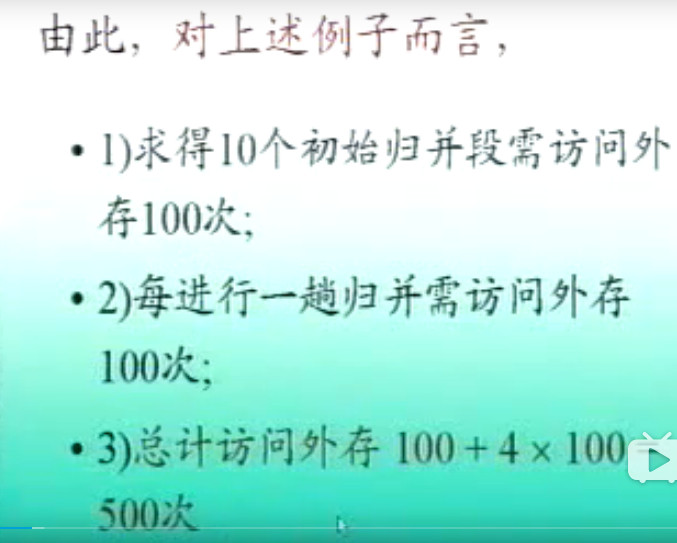 由此，对上述例子而言，
• 1)求得10个初始归并段需访问外
存100次;
• 2)每进行一趟归并需访问外存
100次;
• 3)总计访问外存 100 + 4 × 100 =
500次